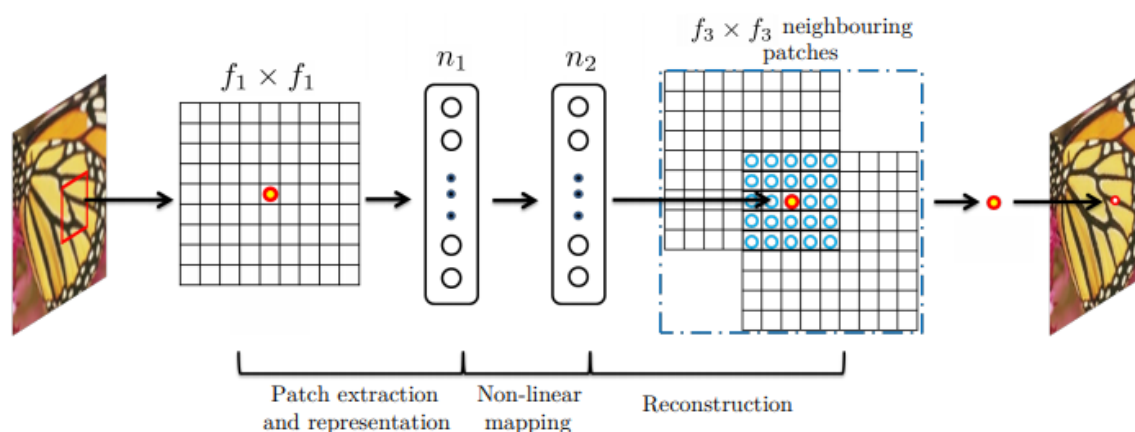 f₃ × f₃ neighbouring
patches
f₁ × f₁
n₁
n₂
Patch extraction
and representation
Non-linear
mapping
Reconstruction